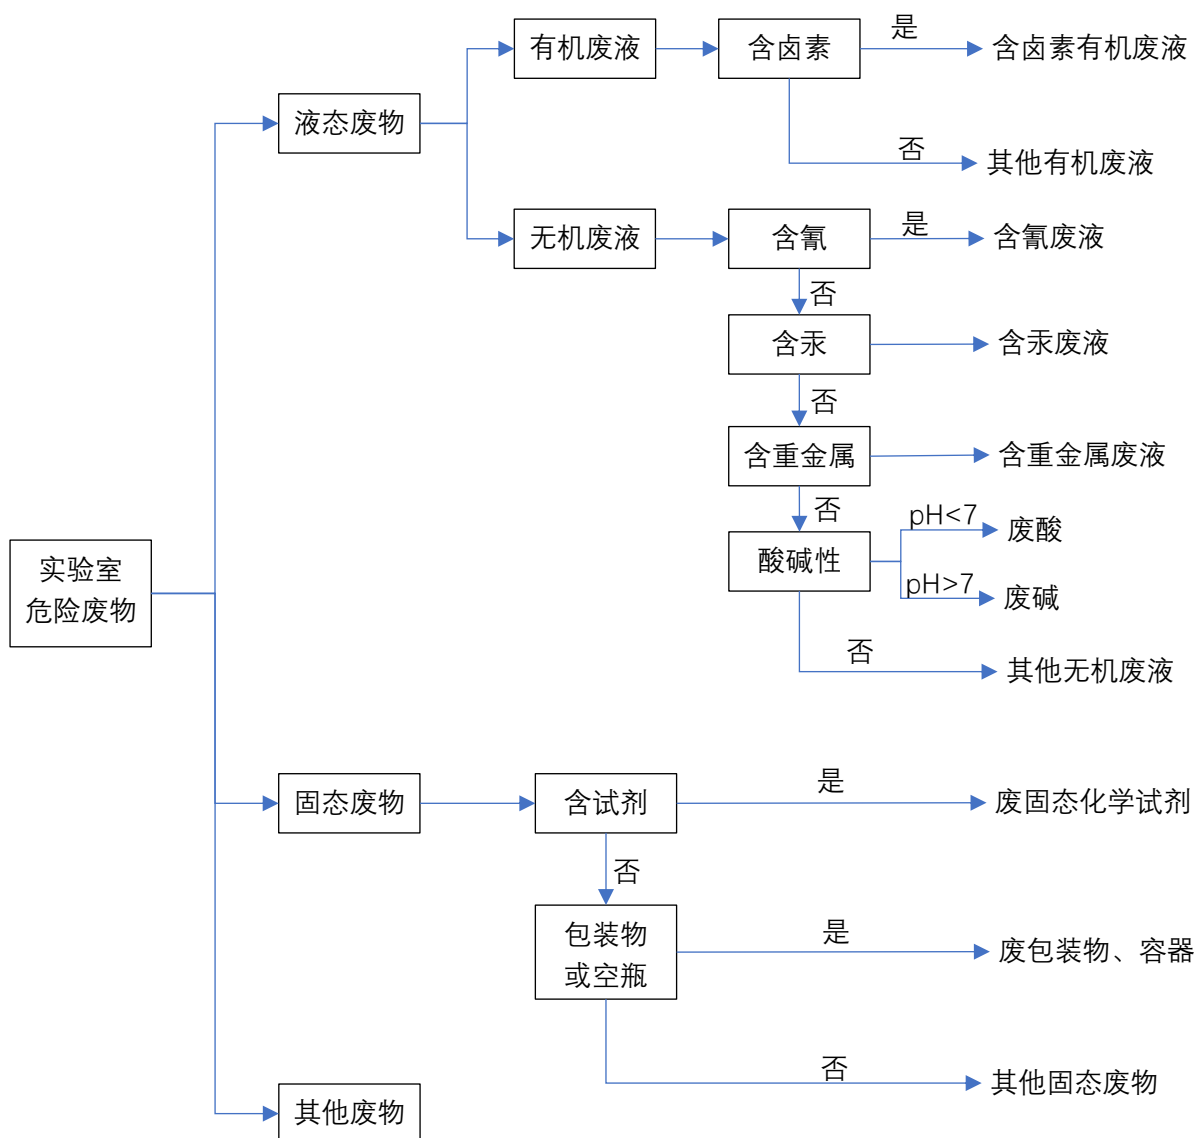 有机废液
含卤素
是
含卤素有机废液
液态废物
否
其他有机废液
无机废液
含氰
是
含氰废液
否
含汞
含汞废液
否
含重金属
含重金属废液
否
pH<7
废酸
实验室
危险废物
酸碱性
pH>7
废碱
否
其他无机废液
固态废物
含试剂
是
废固态化学试剂
否
包装物
或空瓶
是
废包装物、容器
否
其他固态废物
其他废物